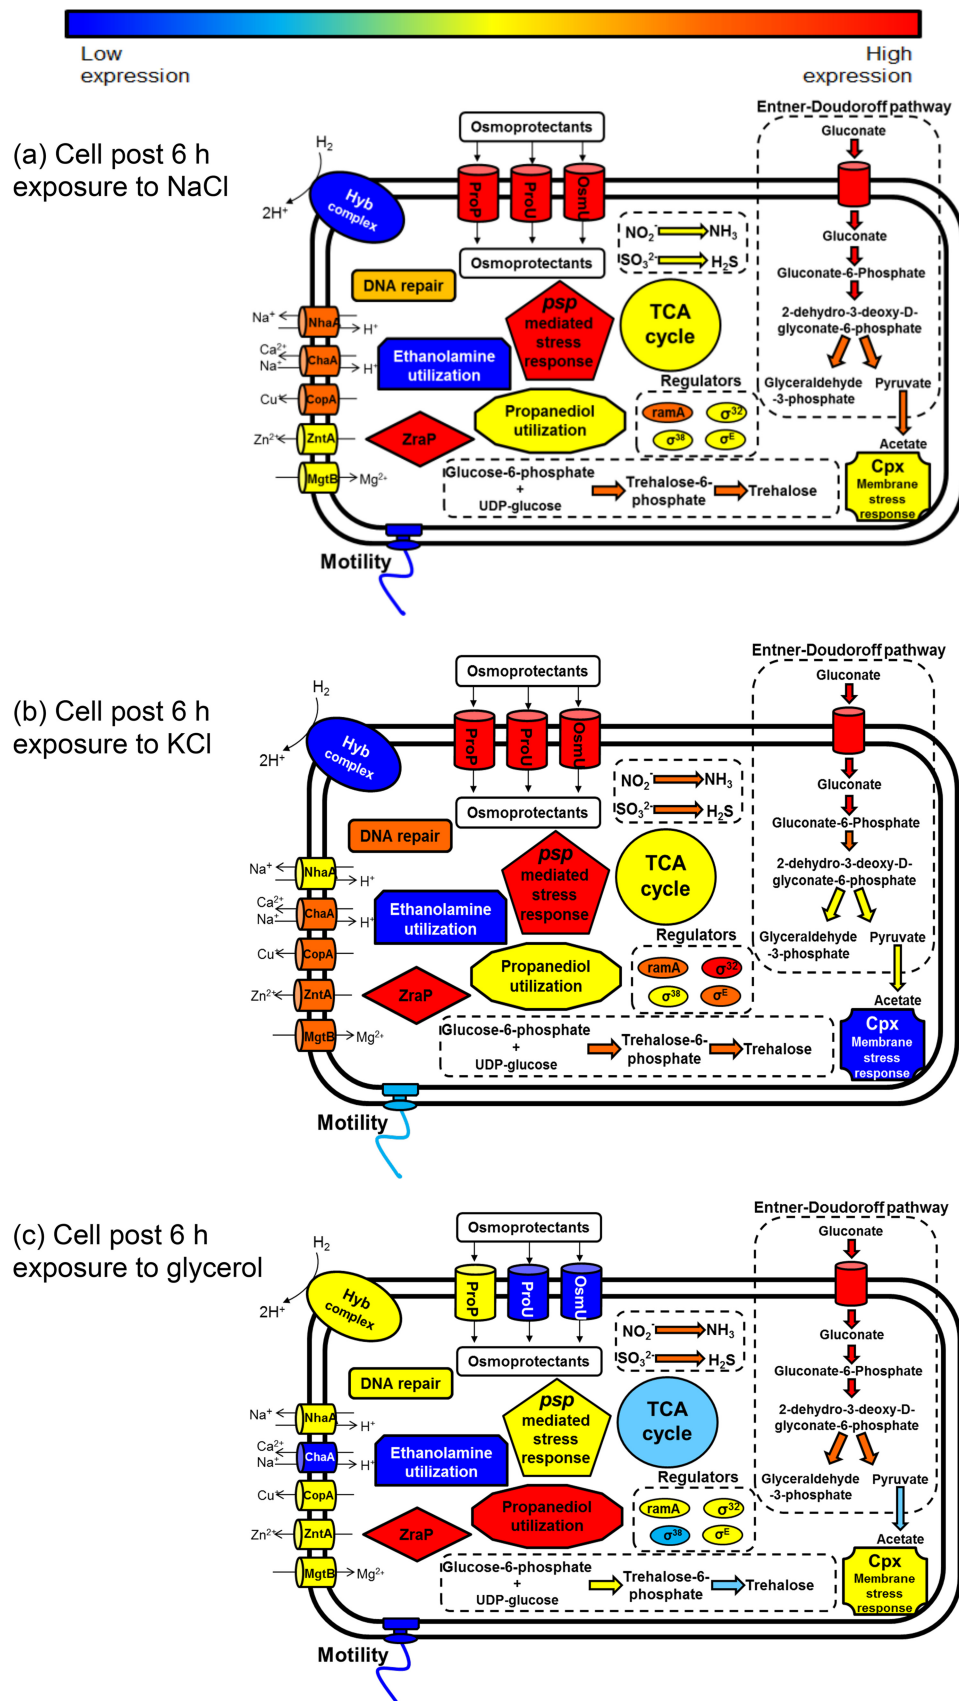 Low
expression
High
expression
(a) Cell post 6 h
exposure to NaCl
Entner-Doudoroff pathway
Gluconate
Osmoprotectants
H₂
2H⁺
Hyb
complex
ProP
ProU
OsmU
Gluconate
NO₂⁻ NH₃
SO₃²⁻ H₂S
Osmoprotectants
Gluconate-6-Phosphate
DNA repair
psp
mediated
stress
response
TCA
cycle
2-dehydro-3-deoxy-D-
glyconate-6-phosphate
Na⁺ NhaA H⁺
Ca²⁺
Na⁺ ChaA H⁺
Ethanolamine
utilization
Regulators
Glyceraldehyde
-3-phosphate
Pyruvate
Cu⁺ CopA
ramA σ³²
σ³⁸ σᴱ
Propanediol
utilization
Zn²⁺ ZntA
ZraP
Acetate
MgtB Mg²⁺
Glucose-6-phosphate
+
UDP-glucose
Trehalose-6-
phosphate
Trehalose
Cpx
Membrane
stress
response
Motility
(b) Cell post 6 h
exposure to KCl
Entner-Doudoroff pathway
Gluconate
Osmoprotectants
H₂
2H⁺
Hyb
complex
ProP
ProU
OsmU
Gluconate
NO₂⁻ NH₃
SO₃²⁻ H₂S
Osmoprotectants
Gluconate-6-Phosphate
DNA repair
psp
mediated
stress
response
TCA
cycle
2-dehydro-3-deoxy-D-
glyconate-6-phosphate
Na⁺ NhaA H⁺
Ca²⁺
Na⁺ ChaA H⁺
Ethanolamine
utilization
Regulators
Glyceraldehyde
-3-phosphate
Pyruvate
Cu⁺ CopA
ramA σ³²
σ³⁸ σᴱ
Propanediol
utilization
Zn²⁺ ZntA
ZraP
Acetate
MgtB Mg²⁺
Glucose-6-phosphate
+
UDP-glucose
Trehalose-6-
phosphate
Trehalose
Cpx
Membrane
stress
response
Motility
(c) Cell post 6 h
exposure to glycerol
Entner-Doudoroff pathway
Gluconate
Osmoprotectants
H₂
2H⁺
Hyb
complex
ProP
ProU
OsmU
Gluconate
NO₂⁻ NH₃
SO₃²⁻ H₂S
Osmoprotectants
Gluconate-6-Phosphate
DNA repair
psp
mediated
stress
response
TCA
cycle
2-dehydro-3-deoxy-D-
glyconate-6-phosphate
Na⁺ NhaA H⁺
Ca²⁺
Na⁺ ChaA H⁺
Ethanolamine
utilization
Regulators
Glyceraldehyde
-3-phosphate
Pyruvate
Cu⁺ CopA
ramA σ³²
σ³⁸ σᴱ
Propanediol
utilization
Zn²⁺ ZntA
ZraP
Acetate
MgtB Mg²⁺
Glucose-6-phosphate
+
UDP-glucose
Trehalose-6-
phosphate
Trehalose
Cpx
Membrane
stress
response
Motility